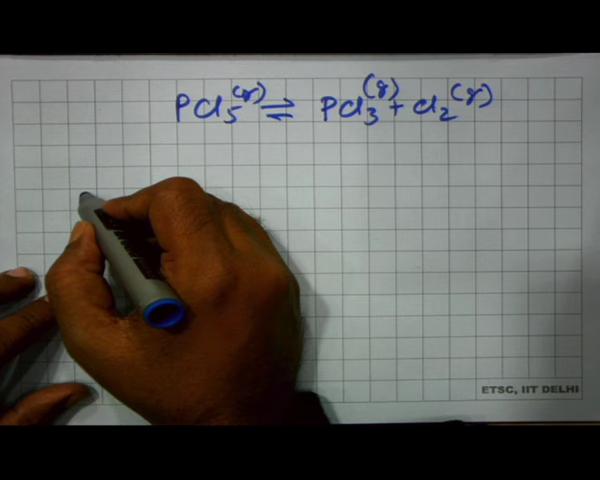 PCl5(g) ⇌ PCl3(g) + Cl2(g)
ETSC, IIT DELHI